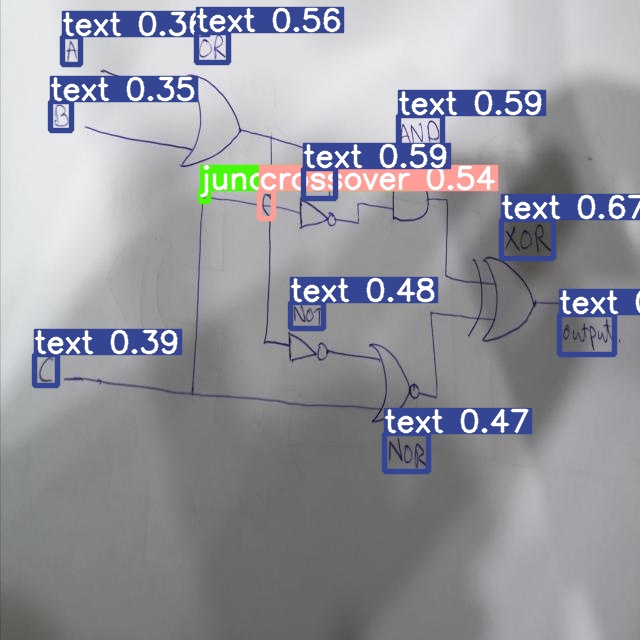 text 0.36
text 0.56
A
OR
text 0.35
B
text 0.59
AND
text 0.59
junc
crossover 0.54
text 0.67
XOR
text 0.48
NOT
text
output.
text 0.39
C
text 0.47
NOR